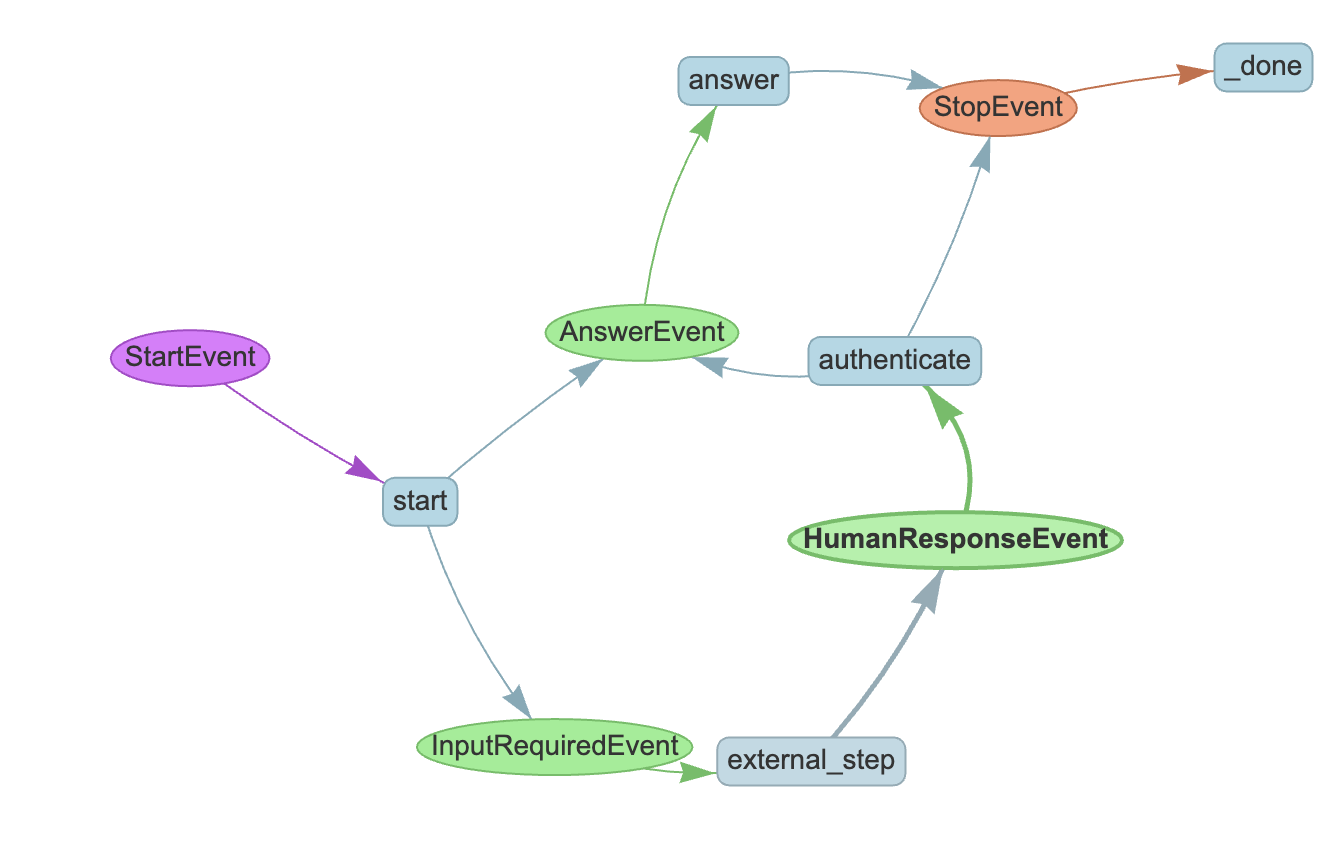 _done
answer
StopEvent
AnswerEvent
StartEvent
authenticate
start
HumanResponseEvent
InputRequiredEvent
external_step